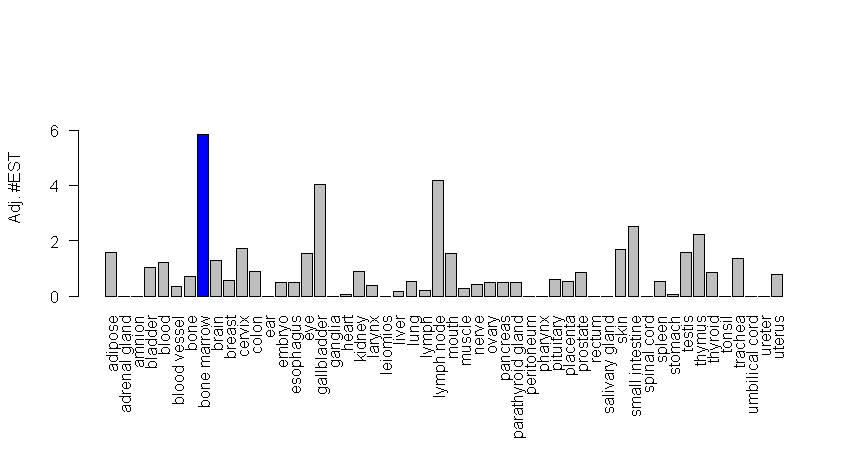 Adj. #EST
6
4
2
0
adipose
adrenal gland
amnion
bladder
blood
blood vessel
bone
bone marrow
brain
breast
cervix
colon
ear
embryo
esophagus
eye
gallbladder
ganglia
heart
kidney
larynx
leiomios
liver
lung
lymph
lymph node
mouth
muscle
nerve
ovary
pancreas
parathyroid gland
peritoneum
pharynx
pituitary
placenta
prostate
rectum
salivary gland
skin
small intestine
spinal cord
spleen
stomach
testis
thymus
thyroid
tonsil
trachea
umbilical cord
ureter
uterus